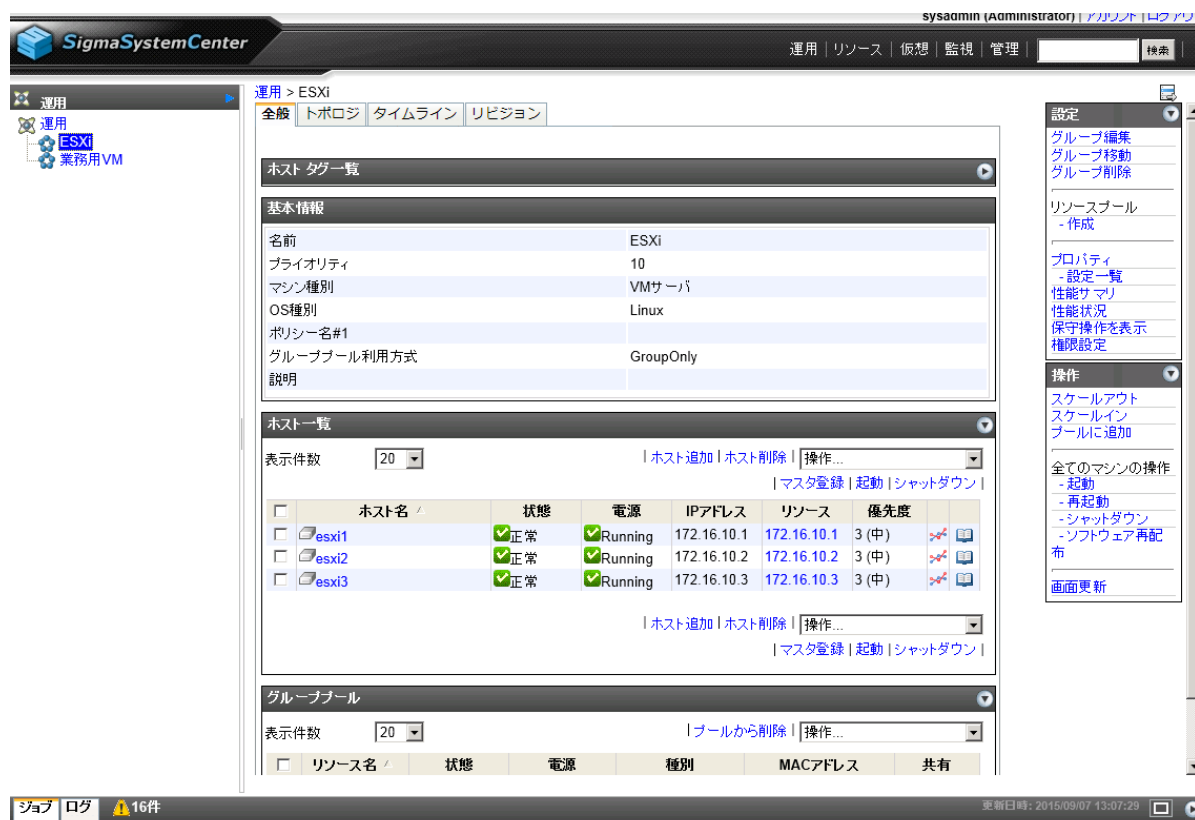 sysadmin (Administrator) | アカウント | ログアウ
SigmaSystemCenter
運用 | リソース | 仮想 | 監視 | 管理 |
検索
運用
運用
ESXi
業務用VM
運用 > ESXi
全般 トポロジ タイムライン リビジョン
ホスト タグ一覧
基本情報
名前 ESXi
プライオリティ 10
マシン種別 VMサーバ
OS種別 Linux
ポリシー名#1
グループプール利用方式 GroupOnly
説明
ホスト一覧
表示件数 20 | ホスト追加 | ホスト削除 | 操作...
| マスタ登録 | 起動 | シャットダウン |
ホスト名 状態 電源 IPアドレス リソース 優先度
esxi1 正常 Running 172.16.10.1 172.16.10.1 3 (中)
esxi2 正常 Running 172.16.10.2 172.16.10.2 3 (中)
esxi3 正常 Running 172.16.10.3 172.16.10.3 3 (中)
| ホスト追加 | ホスト削除 | 操作...
| マスタ登録 | 起動 | シャットダウン |
グループプール
表示件数 20 | プールから削除 | 操作...
リソース名 状態 電源 種別 MACアドレス 共有
設定
グループ編集
グループ移動
グループ削除
リソースプール
- 作成
プロパティ
- 設定一覧
性能サマリ
性能状況
保守操作を表示
権限設定
操作
スケールアウト
スケールイン
プールに追加
全てのマシンの操作
- 起動
- 再起動
- シャットダウン
- ソフトウェア再配
布
画面更新
ジョブ ログ 16件
更新日時: 2015/09/07 13:07:29